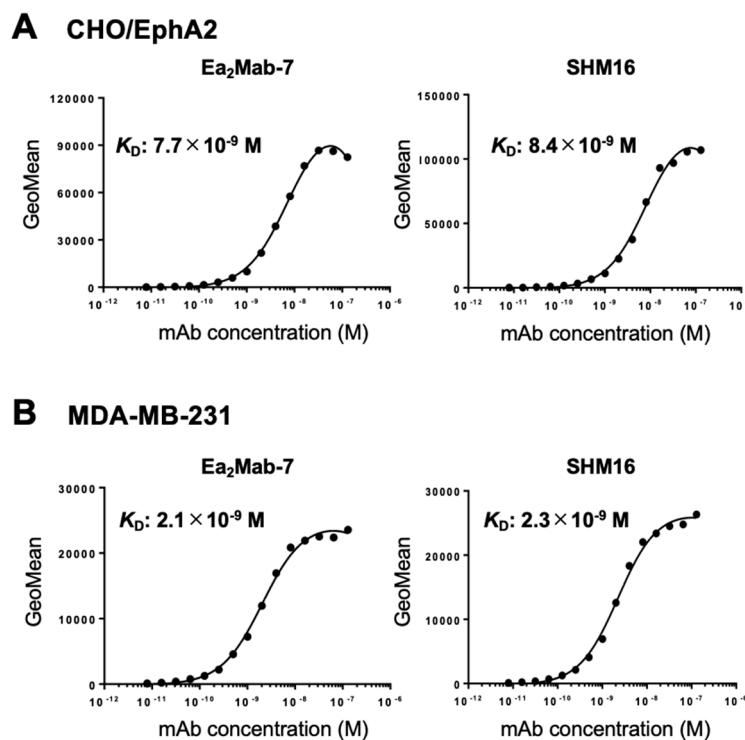 A CHO/EphA2
Ea₂Mab-7
120000
90000
60000
30000
0
GeoMean
K_D: 7.7×10⁻⁹ M
10⁻¹² 10⁻¹¹ 10⁻¹⁰ 10⁻⁹ 10⁻⁸ 10⁻⁷ 10⁻⁶
mAb concentration (M)
SHM16
150000
100000
50000
0
GeoMean
K_D: 8.4×10⁻⁹ M
10⁻¹² 10⁻¹¹ 10⁻¹⁰ 10⁻⁹ 10⁻⁸ 10⁻⁷ 10
mAb concentration (M)
B MDA-MB-231
Ea₂Mab-7
30000
20000
10000
0
GeoMean
K_D: 2.1×10⁻⁹ M
10⁻¹² 10⁻¹¹ 10⁻¹⁰ 10⁻⁹ 10⁻⁸ 10⁻⁷ 10⁻⁶
mAb concentration (M)
SHM16
30000
20000
10000
0
GeoMean
K_D: 2.3×10⁻⁹ M
10⁻¹² 10⁻¹¹ 10⁻¹⁰ 10⁻⁹ 10⁻⁸ 10⁻⁷ 10⁻⁶
mAb concentration (M)